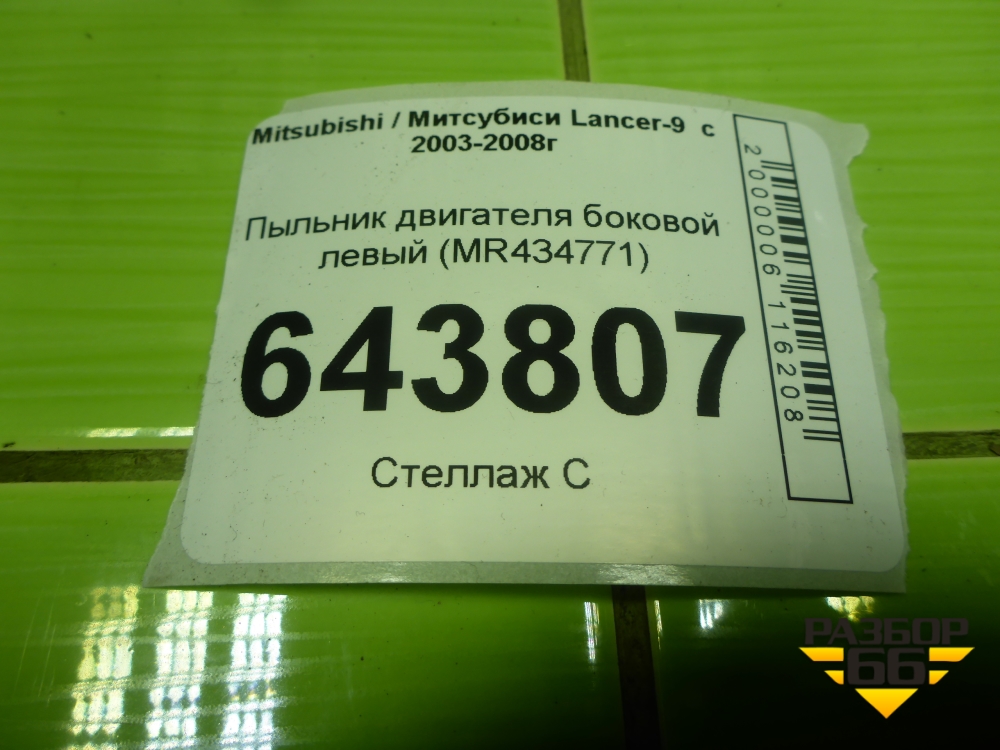 Mitsubishi / Митсубиси Lancer-9 с
2003-2008г
Пыльник двигателя боковой
левый (MR434771)
643807
Стеллаж С
2000006116208
РАЗБОР
66